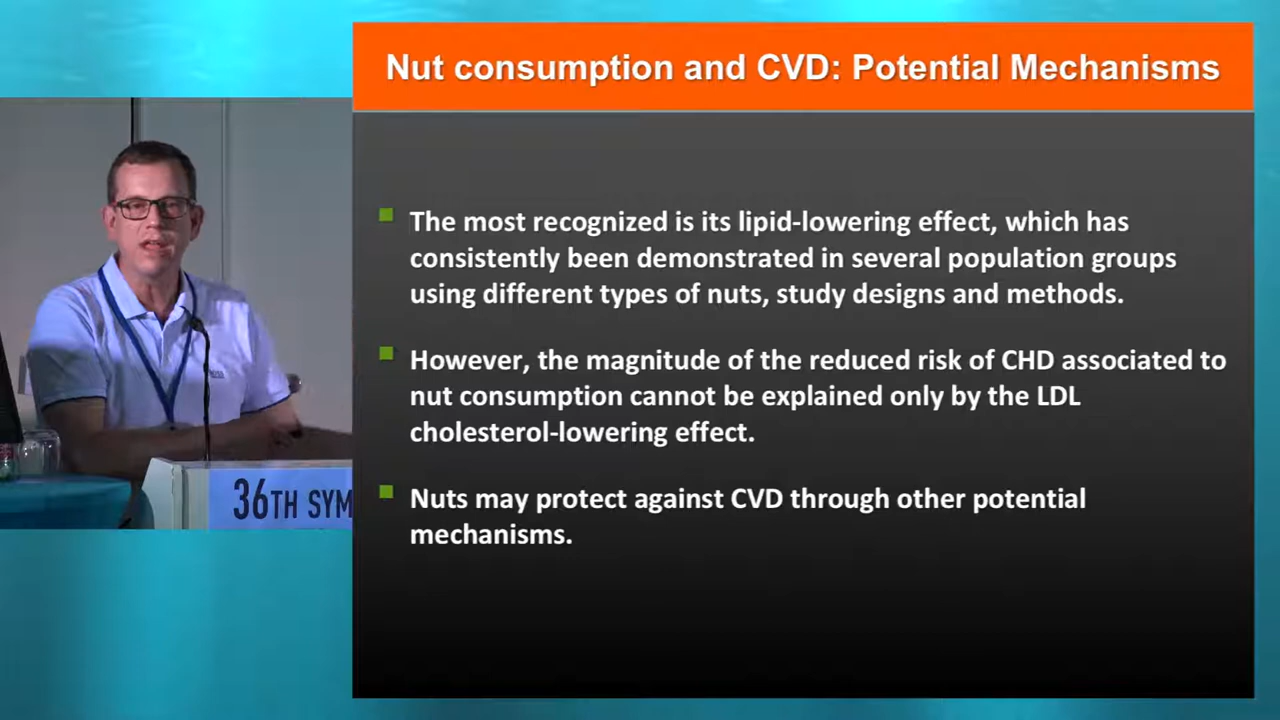 Nut consumption and CVD: Potential Mechanisms
The most recognized is its lipid-lowering effect, which has
consistently been demonstrated in several population groups
using different types of nuts, study designs and methods.
However, the magnitude of the reduced risk of CHD associated to
nut consumption cannot be explained only by the LDL
cholesterol-lowering effect.
Nuts may protect against CVD through other potential
mechanisms.
36TH SYM